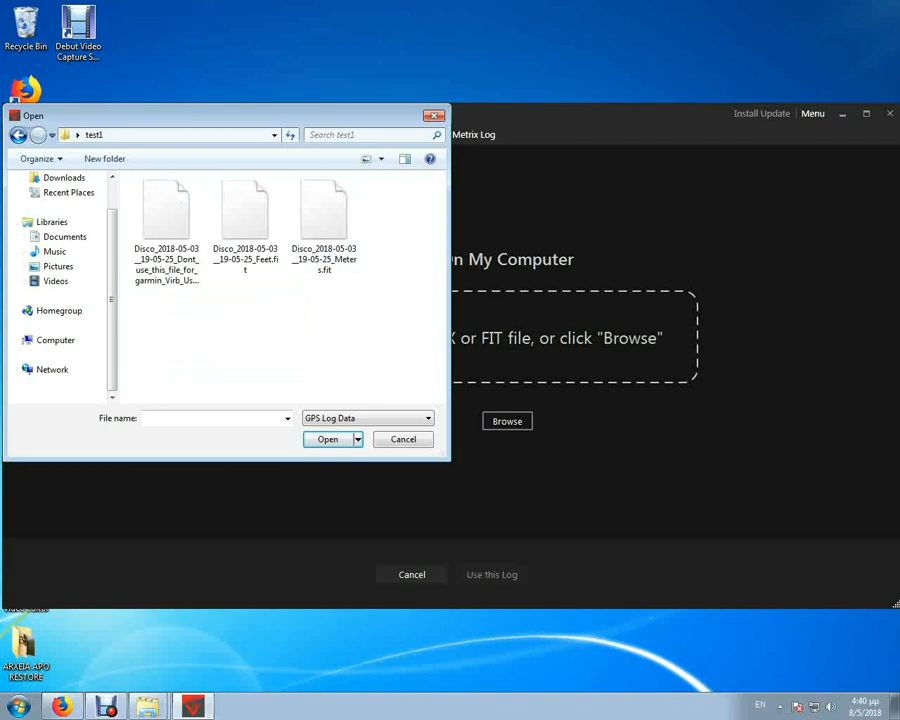 Recycle Bin
Debut Video
Capture S...
Open
test1
Search test1
Organize
New folder
Downloads
Recent Places
Libraries
Documents
Music
Pictures
Videos
Homegroup
Computer
Network
Disco_2018-05-03
__19-05-25_Dont_
use_this_file_for_
garmin_Virb_Us...
Disco_2018-05-03
__19-05-25_Feet.fi
t
Disco_2018-05-03
__19-05-25_Meter
s.fit
File name:
GPS Log Data
Open
Cancel
Install Update
Menu
Metrix Log
On My Computer
X or FIT file, or click "Browse"
Browse
Cancel
Use this Log
ARXEIA APO
RESTORE
EN
4:40 μμ
8/5/2018